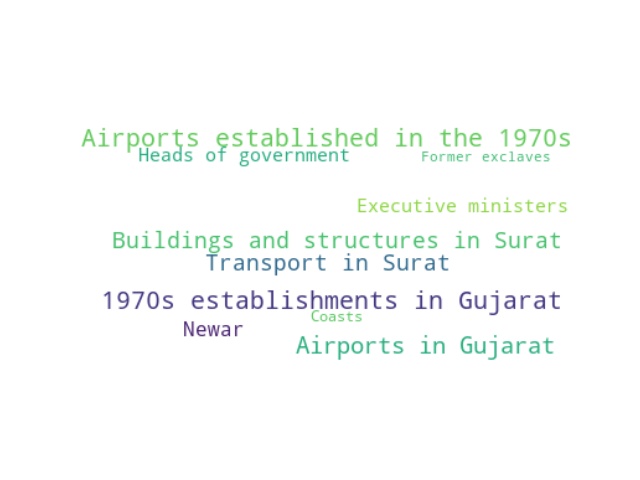 Airports established in the 1970s
Heads of government
Former exclaves
Executive ministers
Buildings and structures in Surat
Transport in Surat
1970s establishments in Gujarat
Coasts
Newar
Airports in Gujarat